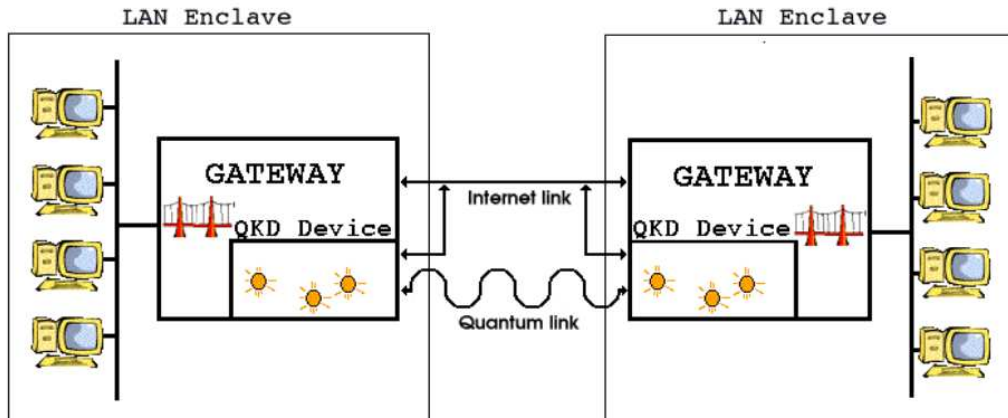 LAN Enclave
LAN Enclave
GATEWAY
GATEWAY
Internet link
QKD Device
QKD Device
Quantum link